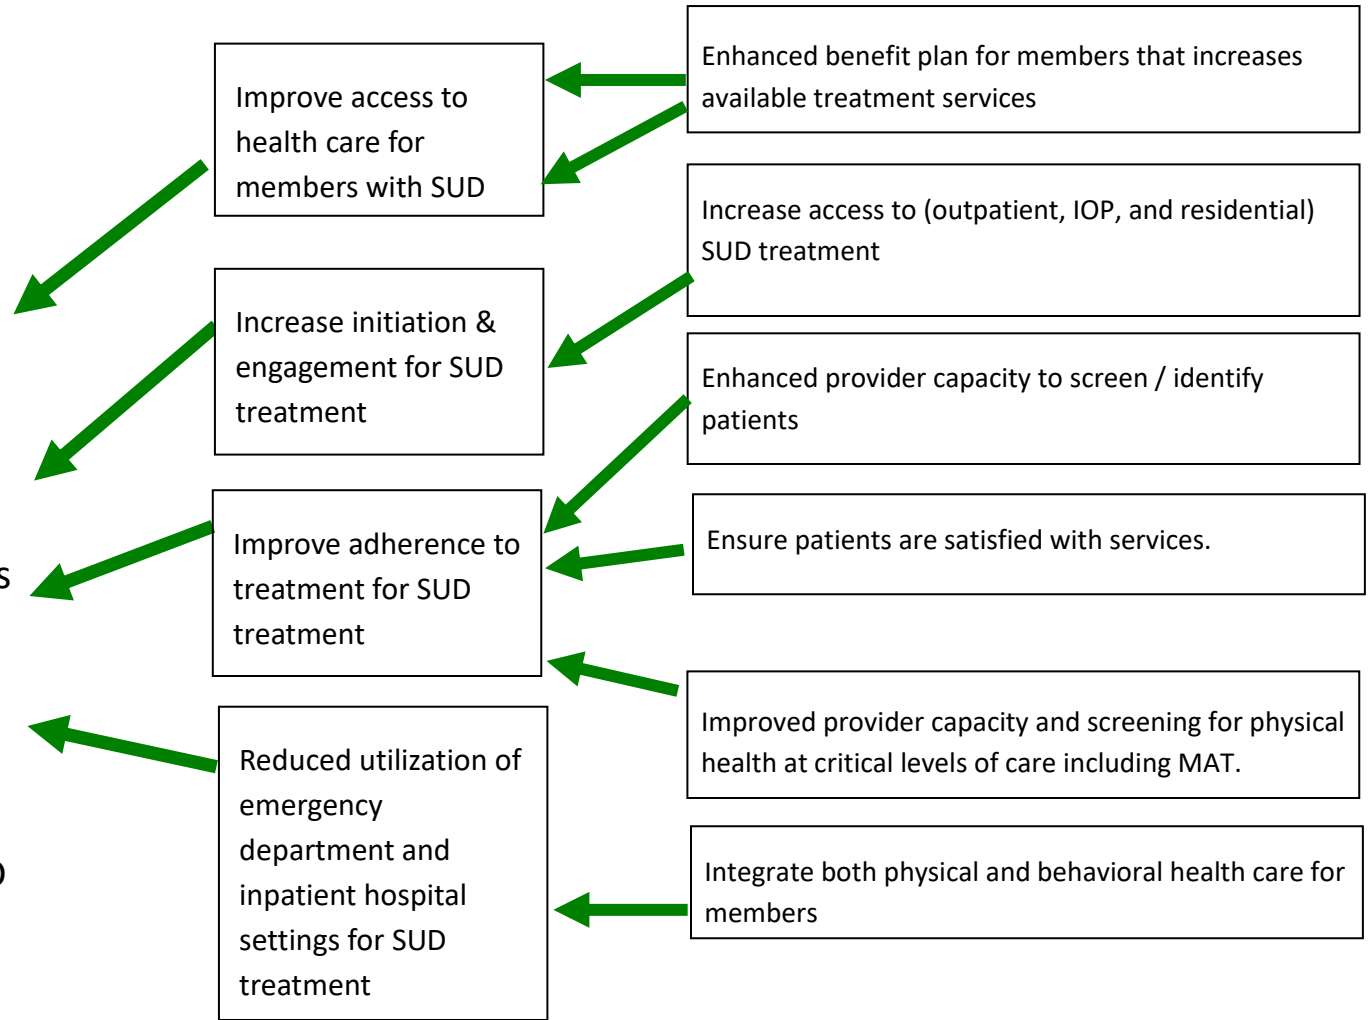 Improve access to
health care for
members with SUD
Increase initiation &
engagement for SUD
treatment
Improve adherence to
treatment for SUD
treatment
Reduced utilization of
emergency
department and
inpatient hospital
settings for SUD
treatment
Enhanced benefit plan for members that increases
available treatment services
Increase access to (outpatient, IOP, and residential)
SUD treatment
Enhanced provider capacity to screen / identify
patients
Ensure patients are satisfied with services.
Improved provider capacity and screening for physical
health at critical levels of care including MAT.
Integrate both physical and behavioral health care for
members